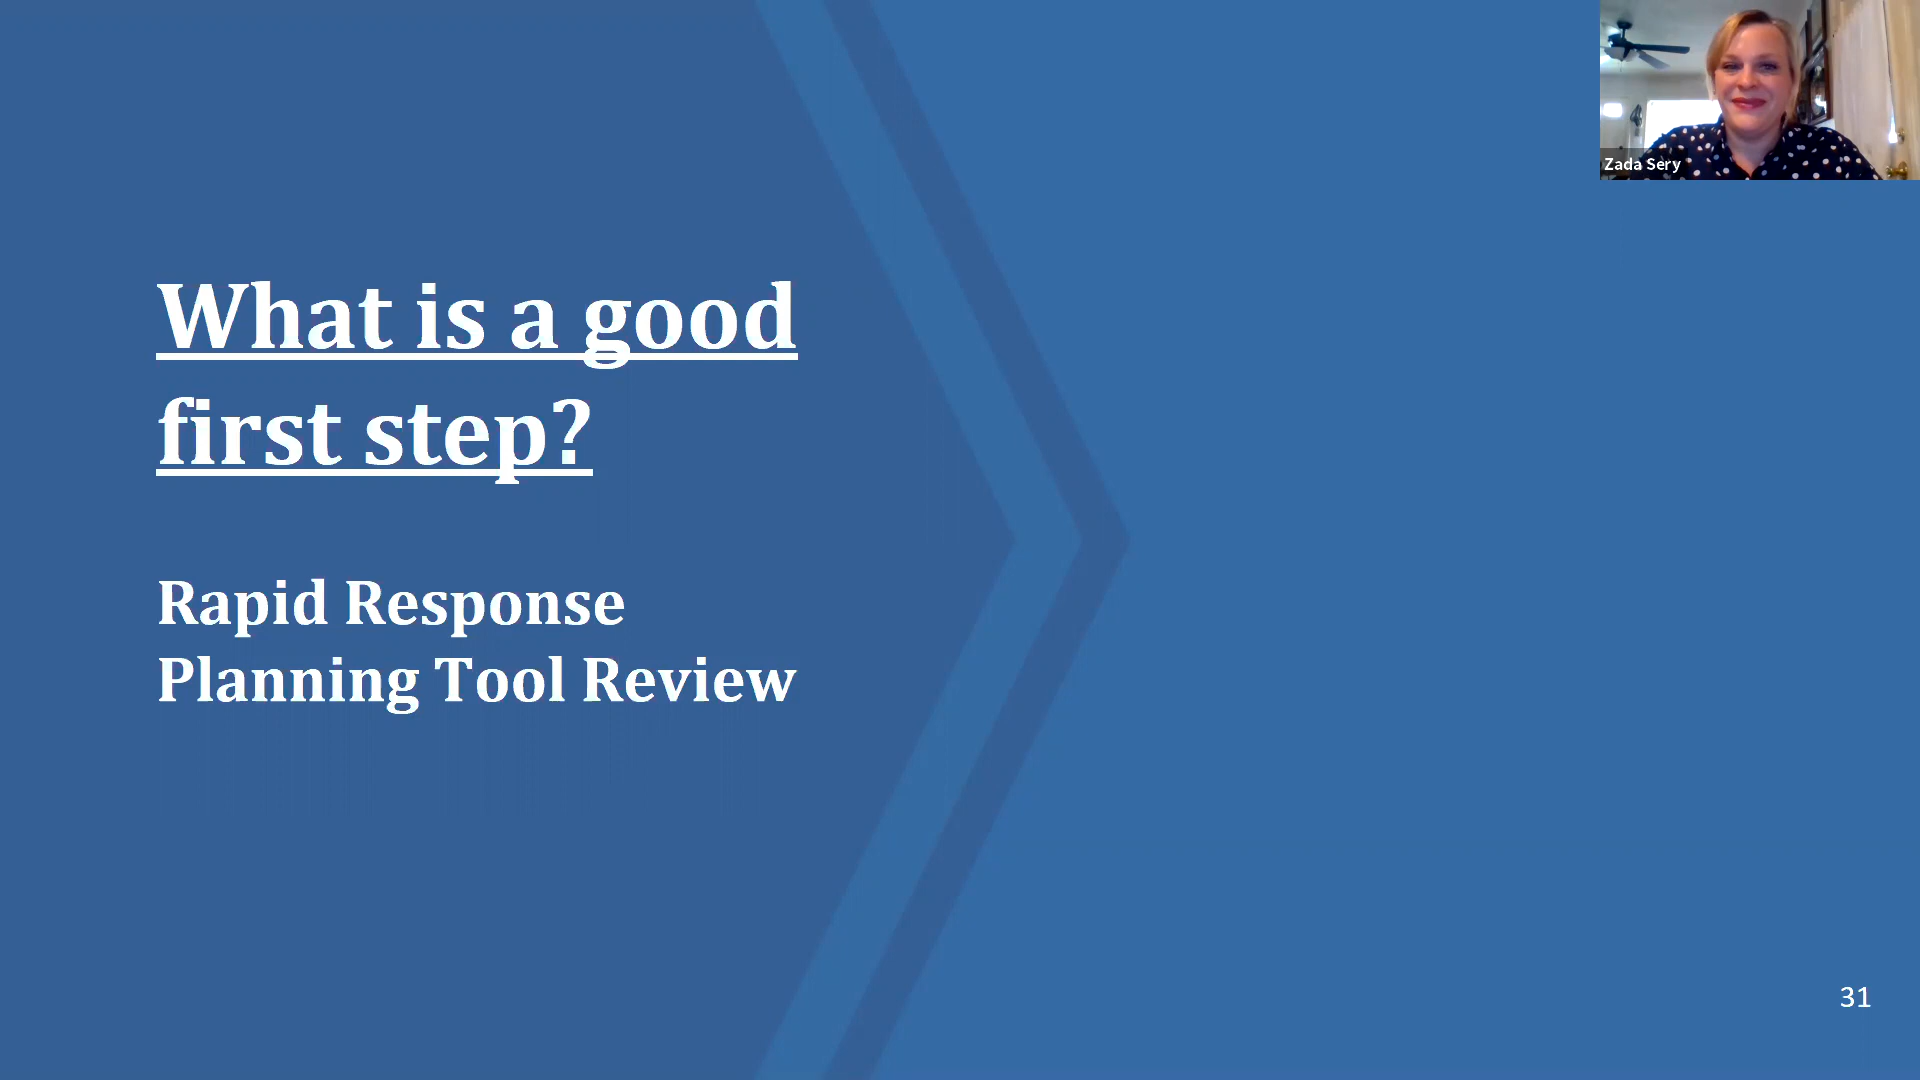 Zada Sery
What is a good
first step?
Rapid Response
Planning Tool Review
31